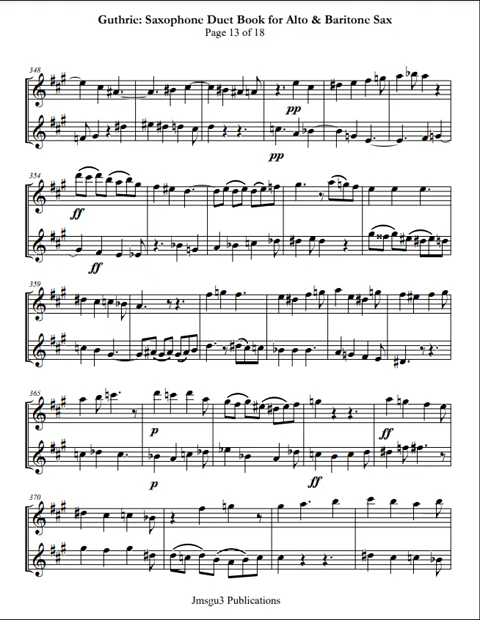 Guthrie: Saxophone Duet Book for Alto & Baritone Sax
Page 13 of 18
348
pp
pp
354
ff
ff
359
365
p
ff
p
ff
370
Jmsgu3 Publications